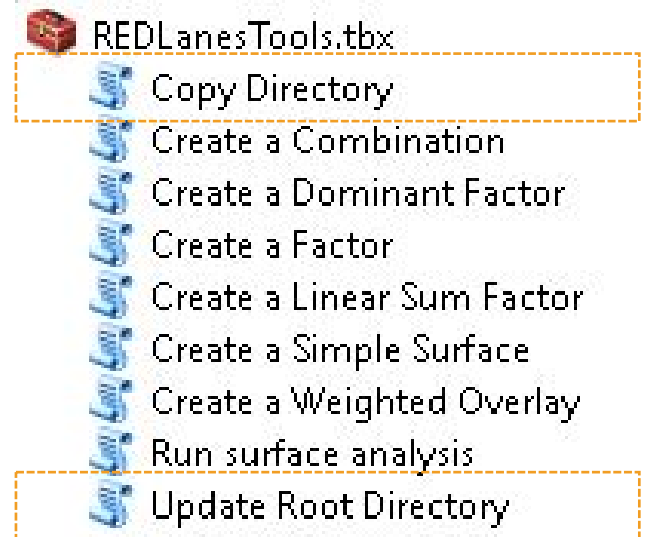 REDLanesTools.tbx
Copy Directory
Create a Combination
Create a Dominant Factor
Create a Factor
Create a Linear Sum Factor
Create a Simple Surface
Create a Weighted Overlay
Run surface analysis
Update Root Directory